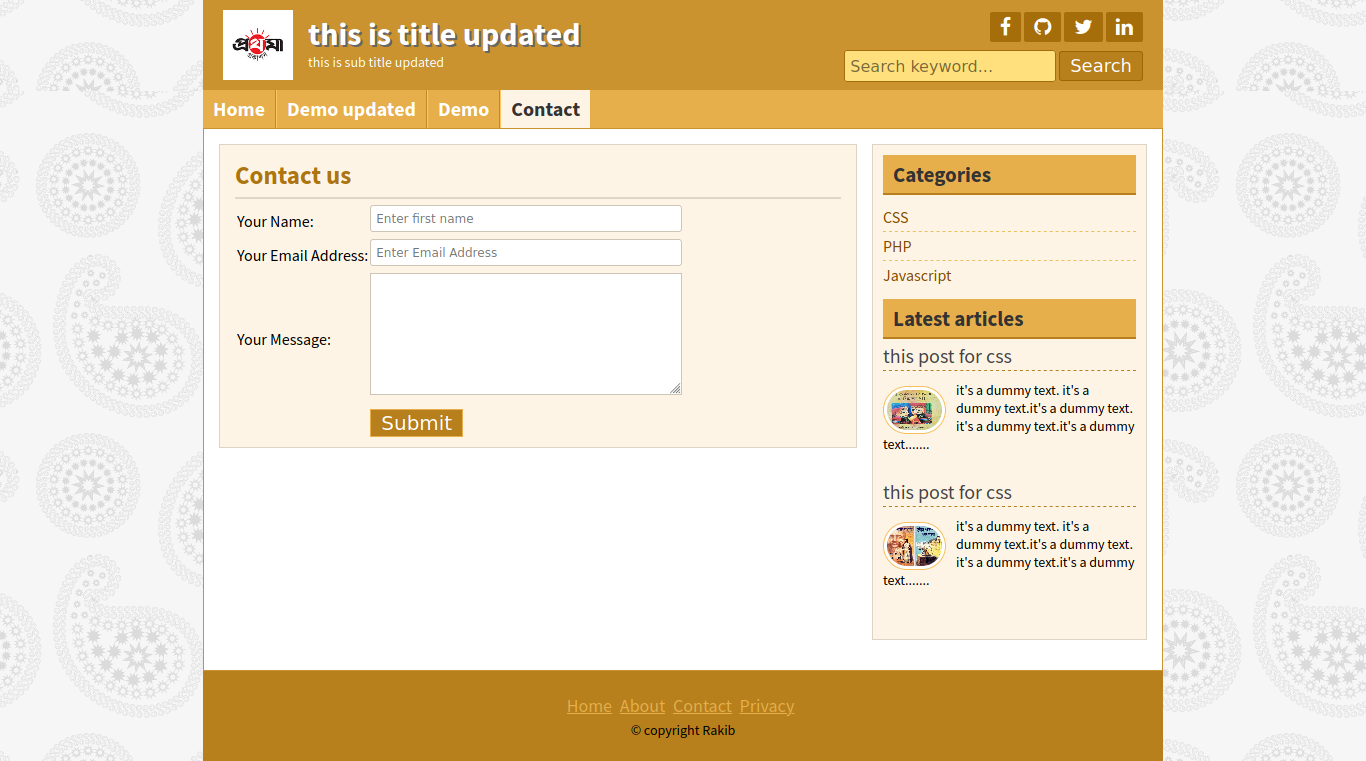 প্রথমা
প্রকাশন
this is title updated
this is sub title updated
Search keyword...
Search
Home
Demo updated
Demo
Contact
Contact us
Your Name:
Enter first name
Your Email Address:
Enter Email Address
Your Message:
Submit
Categories
CSS
PHP
Javascript
Latest articles
this post for css
it's a dummy text. it's a
dummy text.it's a dummy text.
it's a dummy text.it's a dummy
text.......
this post for css
it's a dummy text. it's a
dummy text.it's a dummy text.
it's a dummy text.it's a dummy
text.......
Home About Contact Privacy
© copyright Rakib